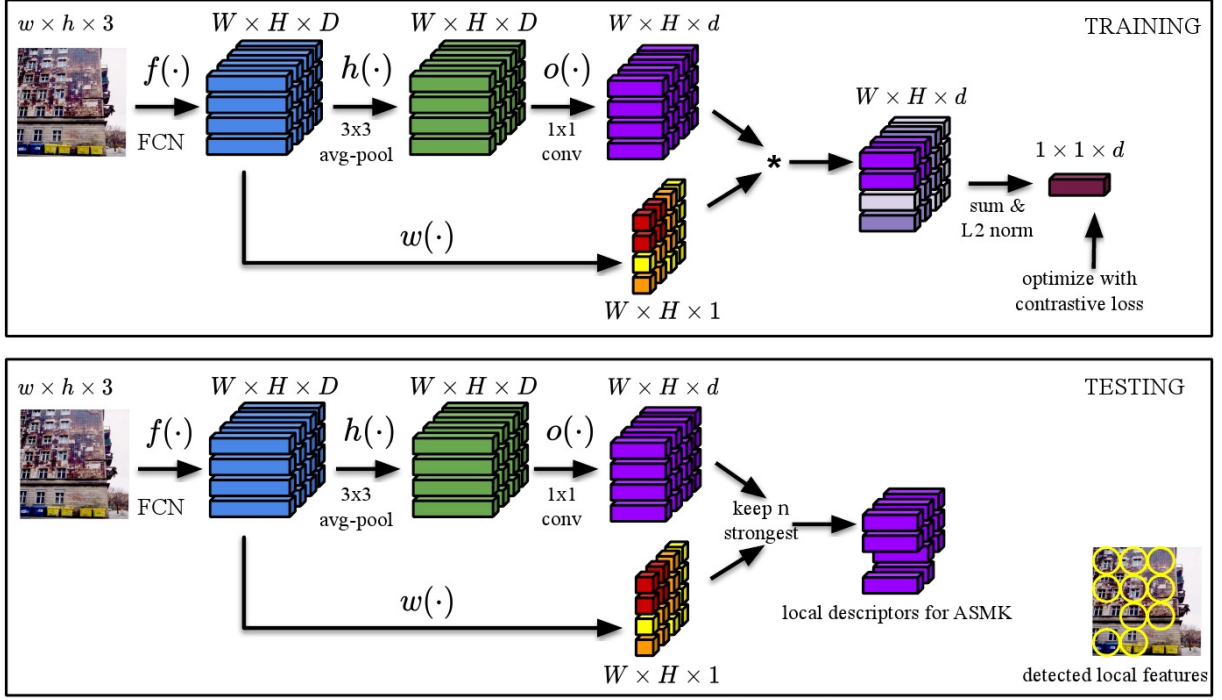 TRAINING
w × h × 3
W × H × D
W × H × D
W × H × d
f(·)
h(·)
o(·)
FCN
3x3
avg-pool
1x1
conv
W × H × d
*
1 × 1 × d
w(·)
sum &
L2 norm
W × H × 1
optimize with
contrastive loss
TESTING
w × h × 3
W × H × D
W × H × D
W × H × d
f(·)
h(·)
o(·)
FCN
3x3
avg-pool
1x1
conv
keep n
strongest
w(·)
local descriptors for ASMK
W × H × 1
detected local features